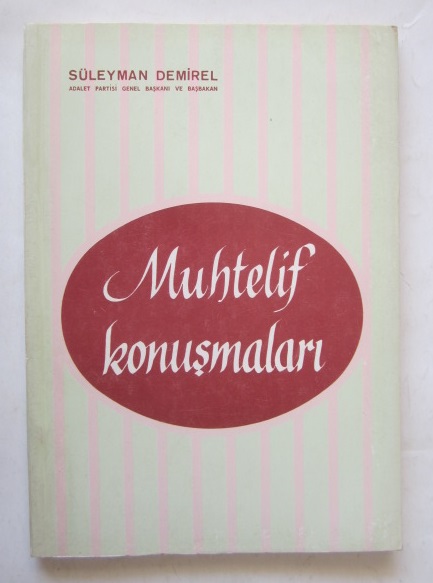 SÜLEYMAN DEMİREL
ADALET PARTİSİ GENEL BAŞKANI VE BAŞBAKAN
Muhtelif
konuşmaları